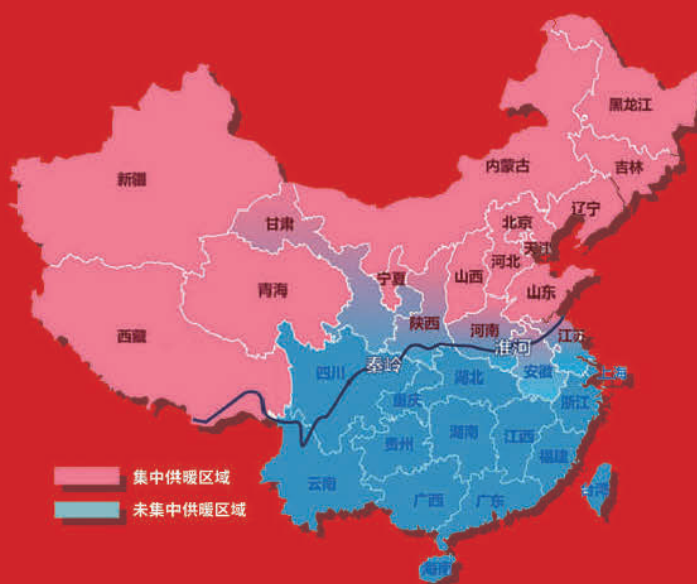 黑龙江
内蒙古
吉林
新疆
辽宁
北京
甘肃
天津
河北
宁夏
山西
青海
山东
陕西
河南
西藏
江苏
淮河
秦岭
四川
安徽
上海
湖北
重庆
浙江
贵州
湖南
江西
福建
云南
台湾
广西
广东
海南
集中供暖区域
未集中供暖区域